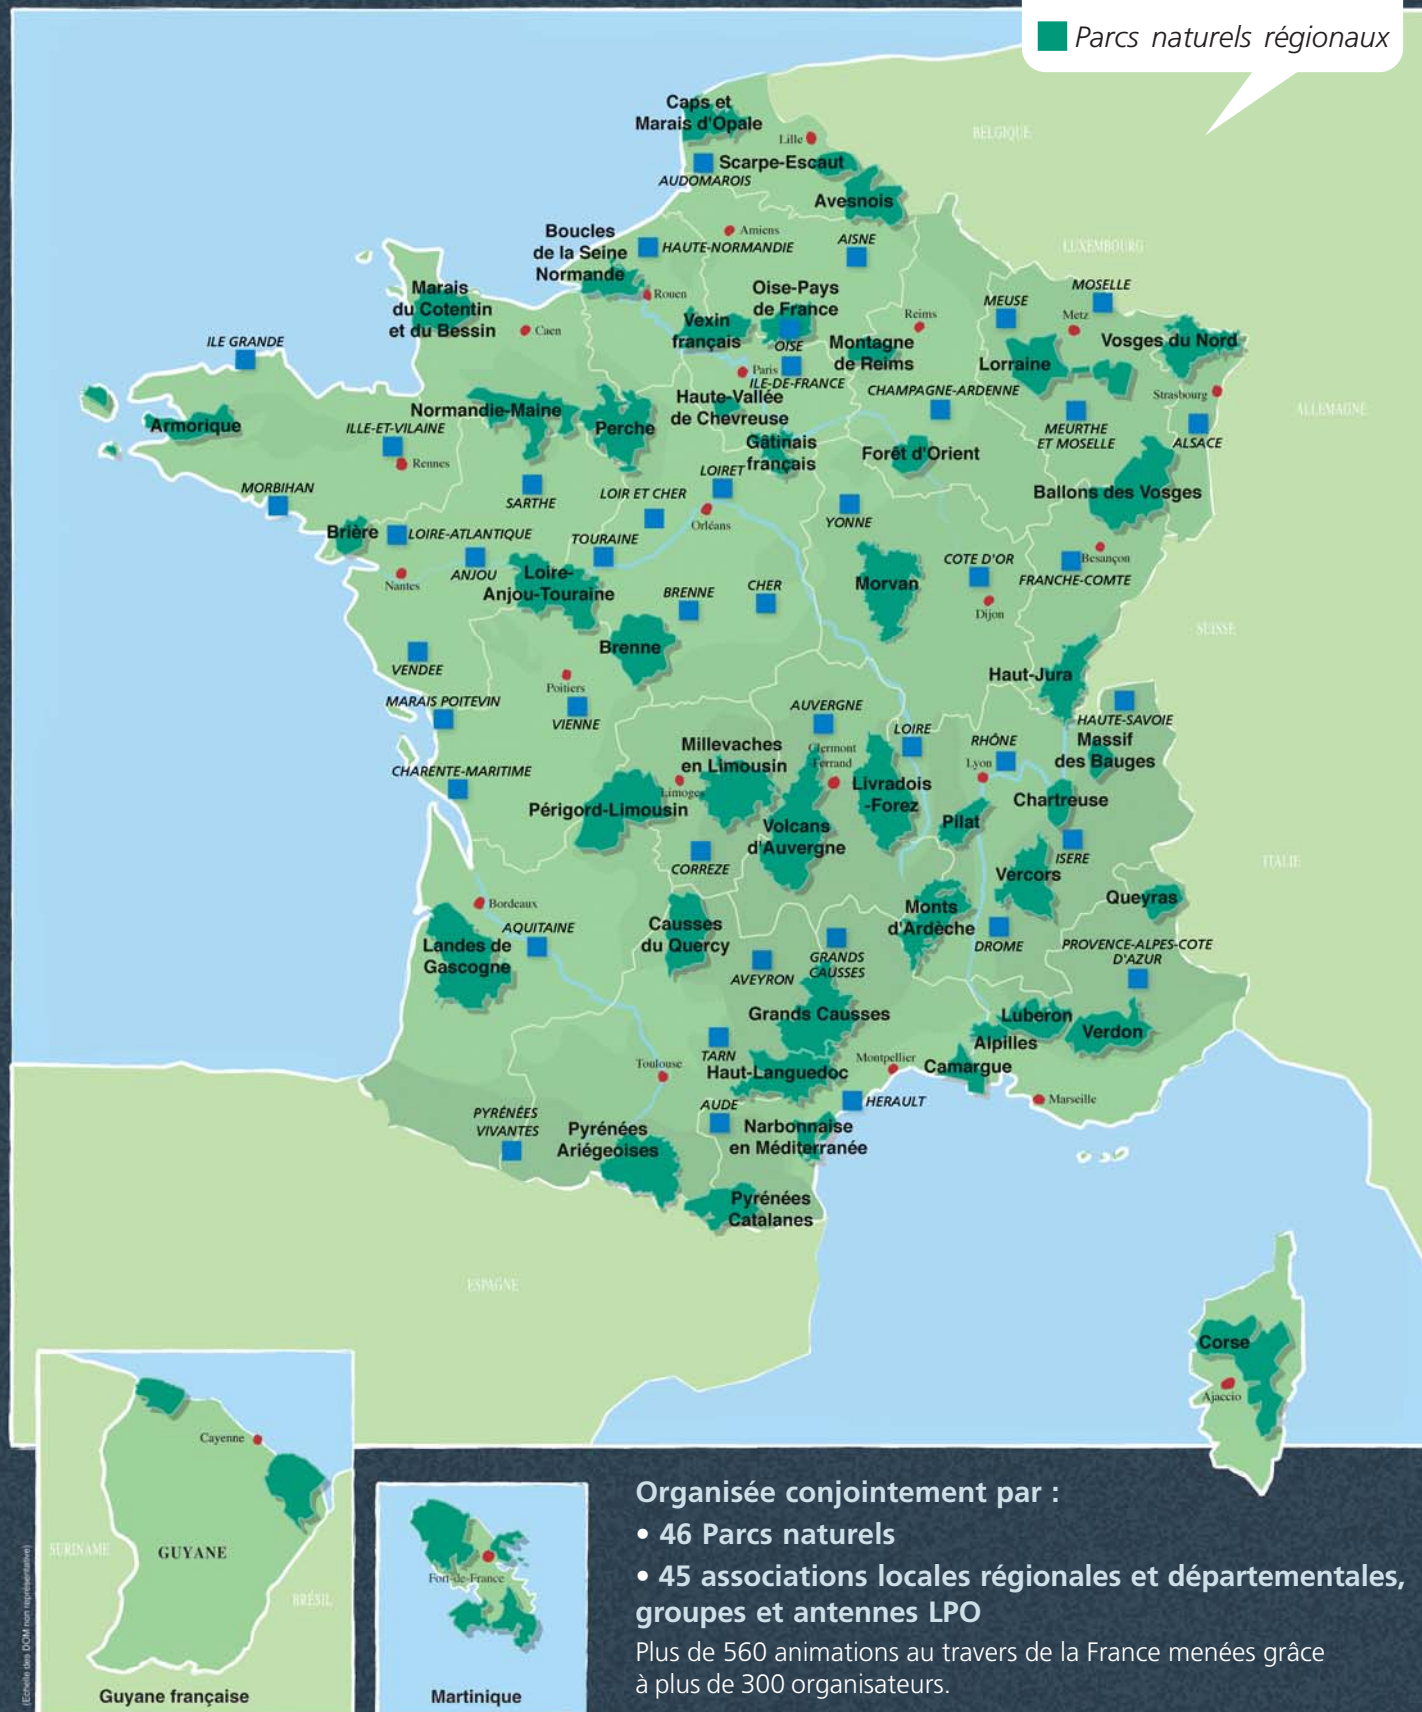 Parcs naturels régionaux
Caps et
Marais d'Opale
Lille
BELGIQUE
Scarpe-Escaut
AUDOMAROIS
Avesnois
Boucles
de la Seine
Normande
Amiens
HAUTE-NORMANDIE
AISNE
LUXEMBOURG
Marais
du Cotentin
et du Bessin
Rouen
Oise-Pays
de France
MOSELLE
MEUSE
Metz
Caen
Vexin
français
OISE
Reims
Montagne
de Reims
Lorraine
Vosges du Nord
ILE GRANDE
Paris
ILE-DE-FRANCE
CHAMPAGNE-ARDENNE
Strasbourg
ALLEMAGNE
Armorique
Normandie-Maine
ILLE-ET-VILAINE
Perche
Haute-Vallée
de Chevreuse
MEURTHE
ET MOSELLE
ALSACE
Rennes
Gâtinais
français
Forêt d'Orient
MORBIHAN
SARTHE
LOIR ET CHER
LOIRET
Ballons des Vosges
Orléans
YONNE
Brière
LOIRE-ATLANTIQUE
TOURAINE
Besançon
COTE D'OR
FRANCHE-COMTE
Nantes
ANJOU
Loire-
Anjou-Touraine
BRENNE
CHER
Morvan
Dijon
SUISSE
Brenne
VENDEE
Poitiers
Haut-Jura
MARAIS POITEVIN
VIENNE
AUVERGNE
LOIRE
HAUTE-SAVOIE
Millevaches
en Limousin
Clermont
Ferrand
RHÔNE
Lyon
Massif
des Bauges
CHARENTE-MARITIME
Limoges
Périgord-Limousin
Livradois
-Forez
Chartreuse
Volcans
d'Auvergne
Pilat
CORREZE
ISERE
ITALIE
Vercors
Queyras
Bordeaux
AQUITAINE
Landes de
Gascogne
Causses
du Quercy
Monts
d'Ardèche
DROME
PROVENCE-ALPES-COTE
D'AZUR
AVEYRON
GRANDS
CAUSSES
Grands Causses
Luberon
Verdon
Alpilles
TARN
Toulouse
Haut-Languedoc
Montpellier
Camargue
Marseille
HERAULT
AUDE
PYRÉNÉES
VIVANTES
Pyrénées
Ariégeoises
Narbonnaise
en Méditerranée
Pyrénées
Catalanes
ESPAGNE
Corse
Ajaccio
Cayenne
SURINAME
GUYANE
BRÉSIL
Guyane française
Fort-de-France
Martinique
(Echelle des DOM non représentative)
Organisée conjointement par :
• 46 Parcs naturels
• 45 associations locales régionales et départementales,
groupes et antennes LPO
Plus de 560 animations au travers de la France menées grâce
à plus de 300 organisateurs.